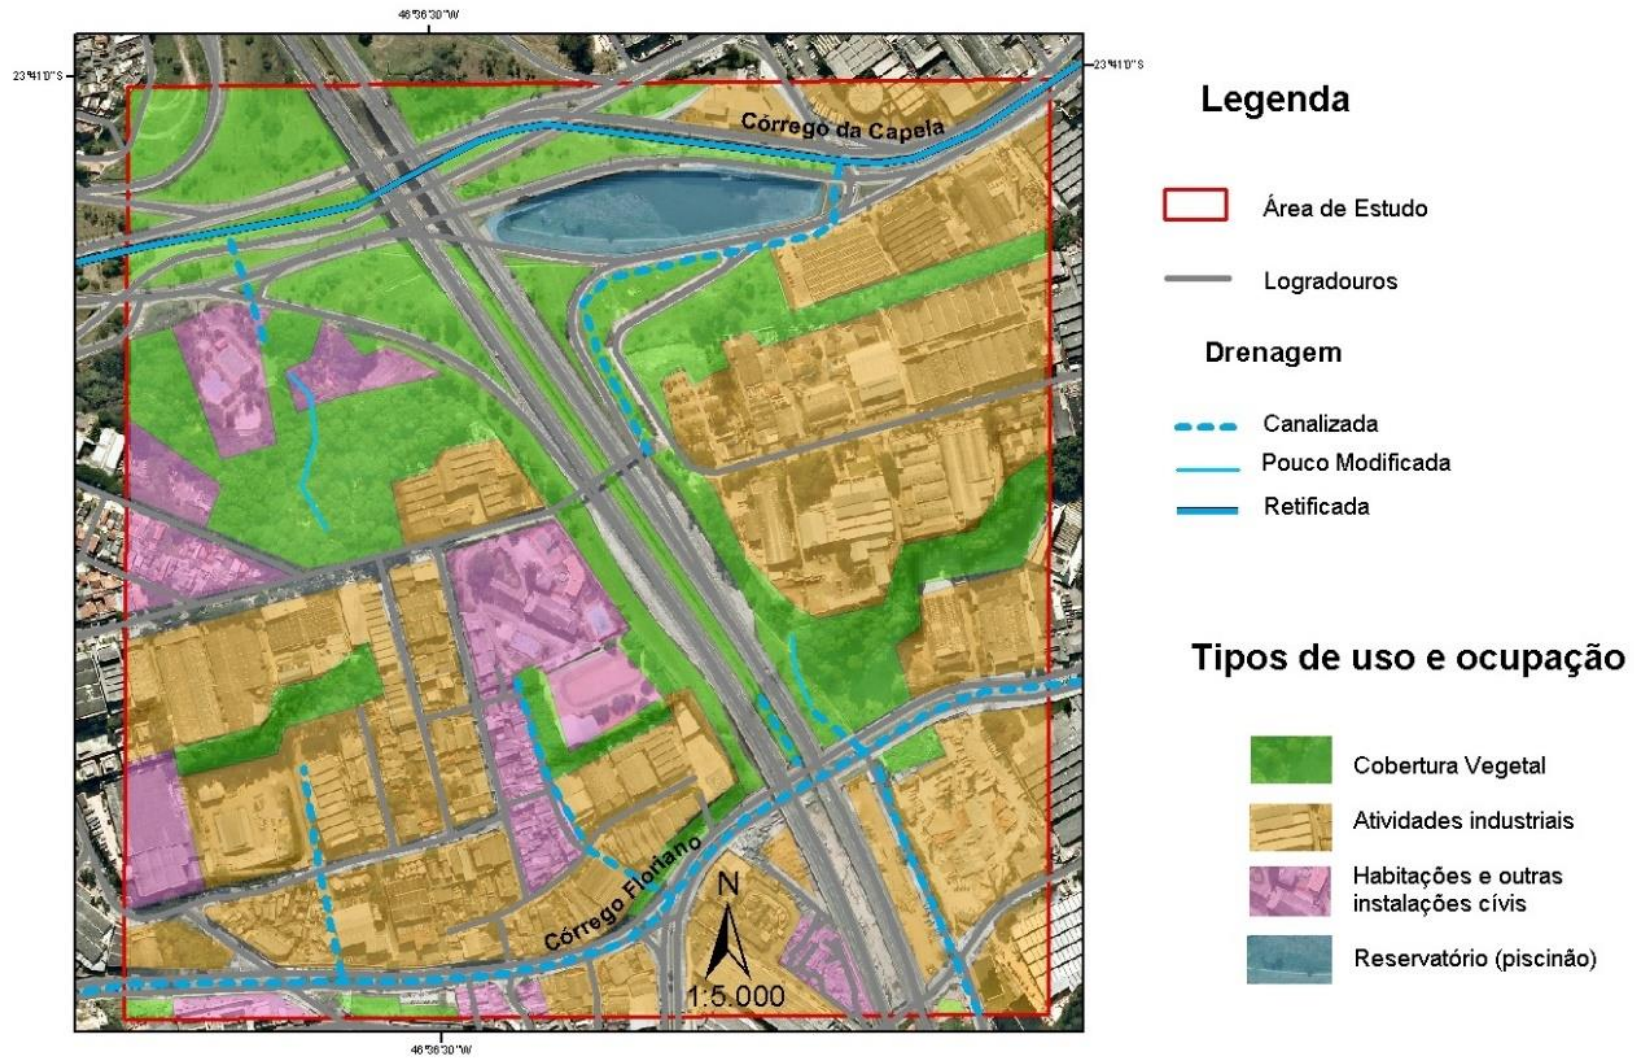 46°36'30"W
23°41'0"S
23°41'0"S
Córrego da Capela
Córrego Floriano
N
1:5.000
46°36'30"W
Legenda
Área de Estudo
Logradouros
Drenagem
Canalizada
Pouco Modificada
Retificada
Tipos de uso e ocupação
Cobertura Vegetal
Atividades industriais
Habitações e outras
instalações cívis
Reservatório (piscinão)